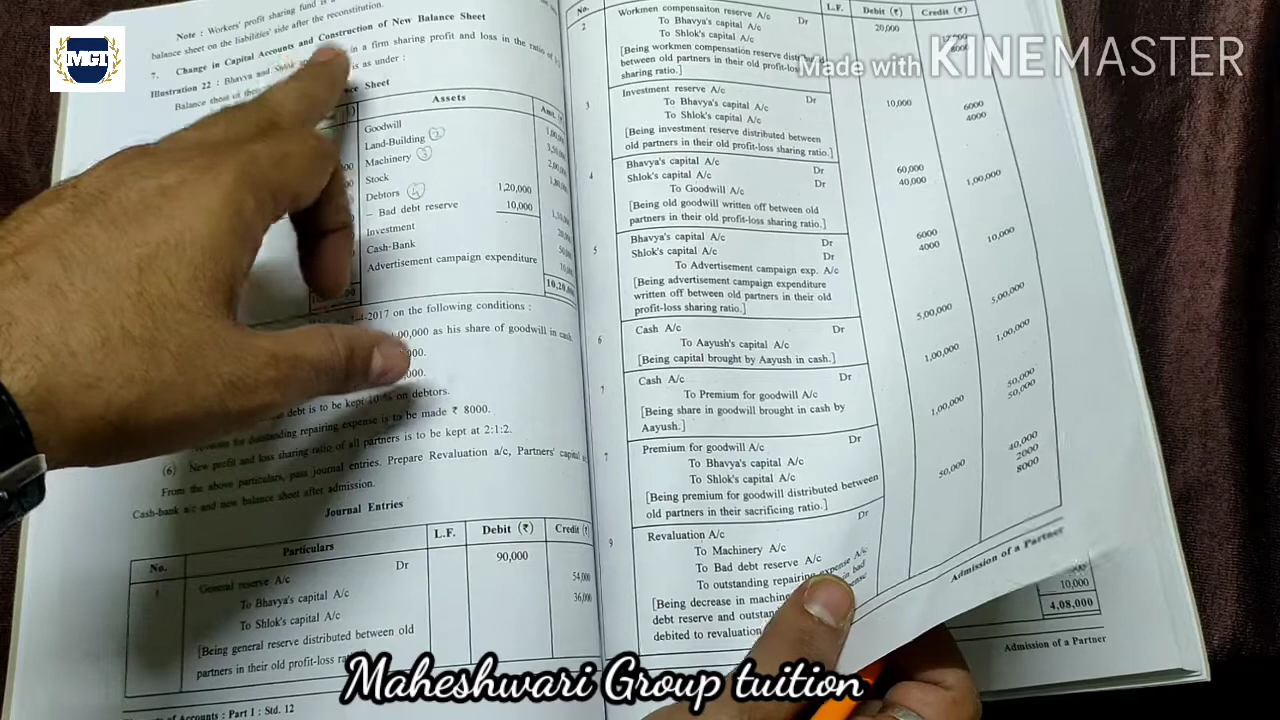 MGI
Made with KINEMASTER
Note : Workers' profit sharing fund is
balance sheet on the liabilities' side after the reconstitution.
7. Change in Capital Accounts and Construction of New Balance Sheet
Illustration 22 : Bhavya and in a firm sharing profit and loss in the ratio of
is as under :
Sheet
Assets
Goodwill
Land-Building (2)
Machinery (3)
Stock
Debtors (4) 1,20,000
– Bad debt reserve 10,000
Investment
Cash-Bank
Advertisement campaign expenditure
10,20,000
-2017 on the following conditions :
,00,000 as his share of goodwill in cash
000.
000.
debt is to be kept 10 % on debtors.
outstanding repairing expense is to be made ₹ 8000.
(6) New profit and loss sharing ratio of all partners is to be kept at 2:1:2.
From the above particulars, pass journal entries. Prepare Revaluation a/c, Partners' capital
Cash-bank a/c and new balance sheet after admission.
Journal Entries
No. Particulars L.F. Debit (₹) Credit (₹)
1 General reserve A/c Dr 90,000
To Bhavya's capital A/c 54,000
To Shlok's capital A/c 36,000
[Being general reserve distributed between old
partners in their old profit-loss
of Accounts : Part 1 : Std. 12
No. L.F. Debit (₹) Credit (₹)
2 Workmen compensaiton reserve A/c Dr 20,000
To Bhavya's capital A/c
To Shlok's capital A/c 8000
[Being workmen compensation reserve
between old partners in their old profit-loss
sharing ratio.]
3 Investment reserve A/c Dr 10,000
To Bhavya's capital A/c 6000
To Shlok's capital A/c 4000
[Being investment reserve distributed between
old partners in their old profit-loss sharing ratio.]
4 Bhavya's capital A/c Dr 60,000
Shlok's capital A/c Dr 40,000
To Goodwill A/c 1,00,000
[Being old goodwill written off between old
partners in their old profit-loss sharing ratio.]
5 Bhavya's capital A/c Dr 6000
Shlok's capital A/c Dr 4000
To Advertisement campaign exp. A/c 10,000
[Being advertisement campaign expenditure
written off between old partners in their old
profit-loss sharing ratio.]
6 Cash A/c Dr 5,00,000
To Aayush's capital A/c 5,00,000
[Being capital brought by Aayush in cash.]
7 Cash A/c Dr 1,00,000
To Premium for goodwill A/c 1,00,000
[Being share in goodwill brought in cash by
Aayush.]
7 Premium for goodwill A/c Dr 1,00,000
To Bhavya's capital A/c 50,000
To Shlok's capital A/c 50,000
[Being premium for goodwill distributed between
old partners in their sacrificing ratio.]
9 Revaluation A/c Dr 50,000
To Machinery A/c 40,000
To Bad debt reserve A/c 2000
To outstanding repairing expense A/c 8000
[Being decrease in in bad
debt reserve and
debited to revaluation
Admission of a Partner
10,000
4,08,000
Admission of a Partner
Maheshwari Group tuition